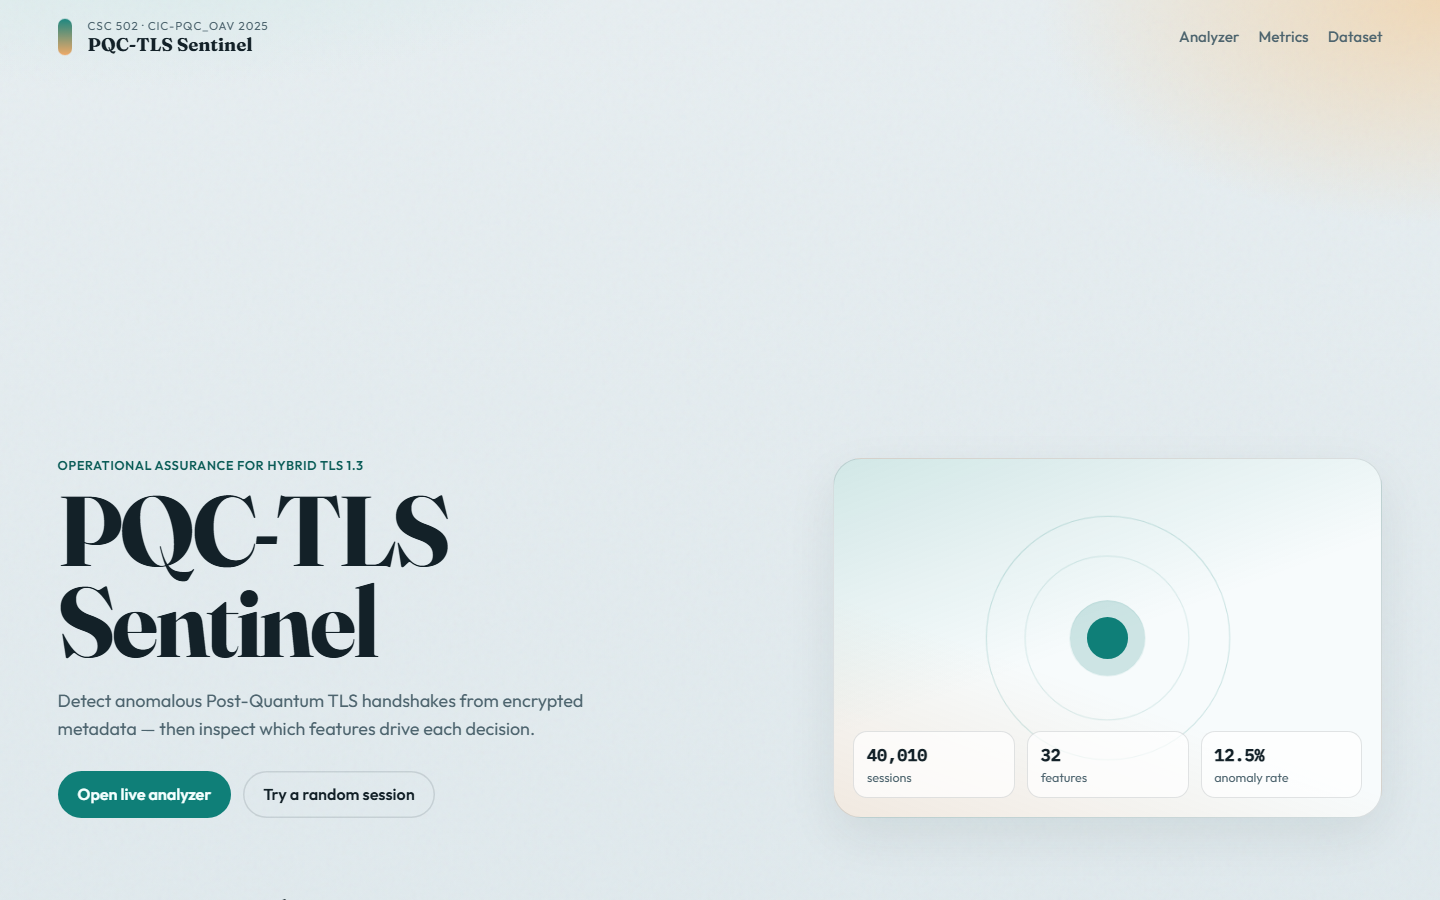 CSC 502 · CIC-PQC_OAV 2025
PQC-TLS Sentinel
Analyzer
Metrics
Dataset
OPERATIONAL ASSURANCE FOR HYBRID TLS 1.3
PQC-TLS
Sentinel
Detect anomalous Post-Quantum TLS handshakes from encrypted
metadata — then inspect which features drive each decision.
Open live analyzer
Try a random session
40,010
sessions
32
features
12.5%
anomaly rate